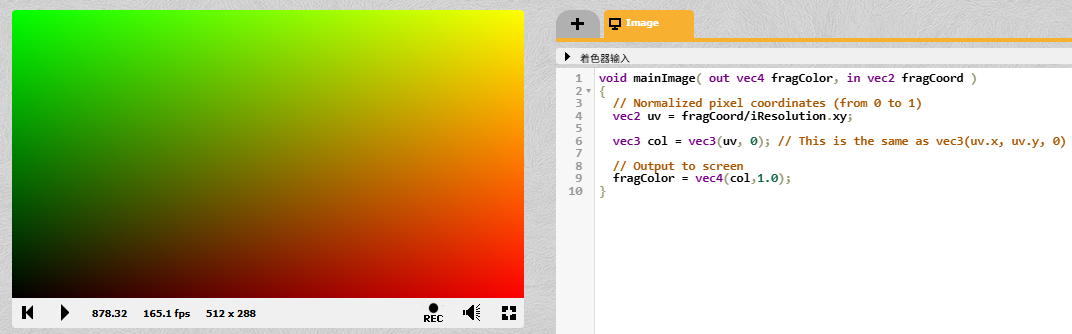 878.32 165.1 fps 512 x 288 REC
+ Image
着色器输入
1 void mainImage( out vec4 fragColor, in vec2 fragCoord )
2 {
3 // Normalized pixel coordinates (from 0 to 1)
4 vec2 uv = fragCoord/iResolution.xy;
5
6 vec3 col = vec3(uv, 0); // This is the same as vec3(uv.x, uv.y, 0)
7
8 // Output to screen
9 fragColor = vec4(col,1.0);
10 }